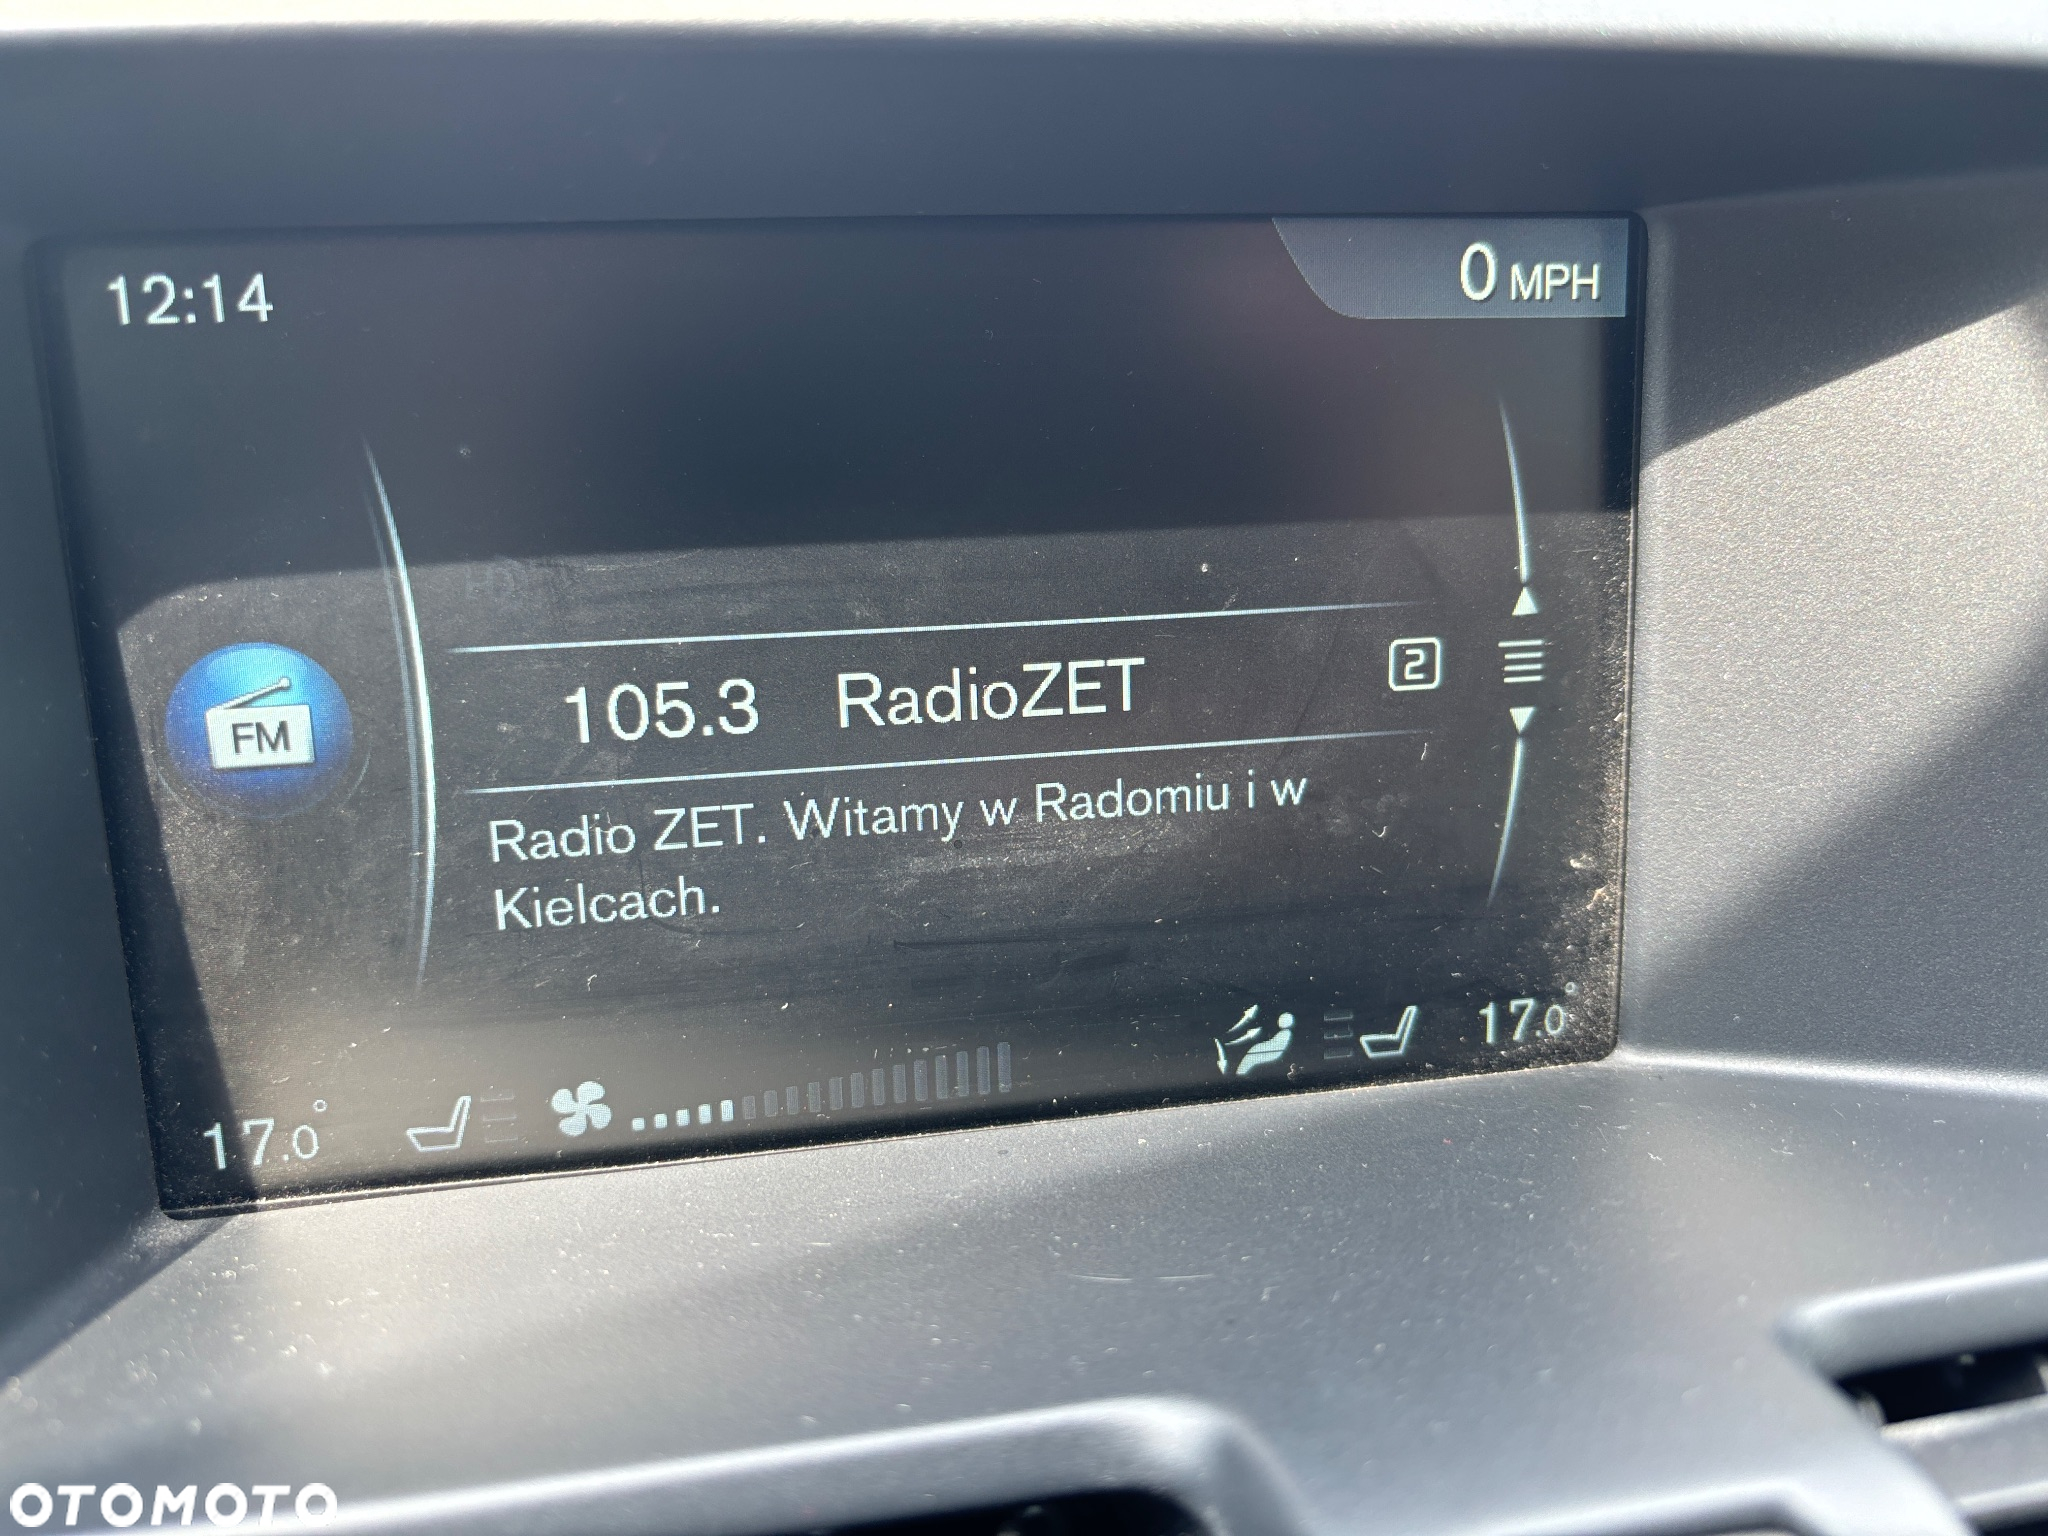 12:14
0 MPH
105.3 RadioZET 2
FM
Radio ZET. Witamy w Radomiu i w
Kielcach.
17.0° 17.0°
OTOMOTO